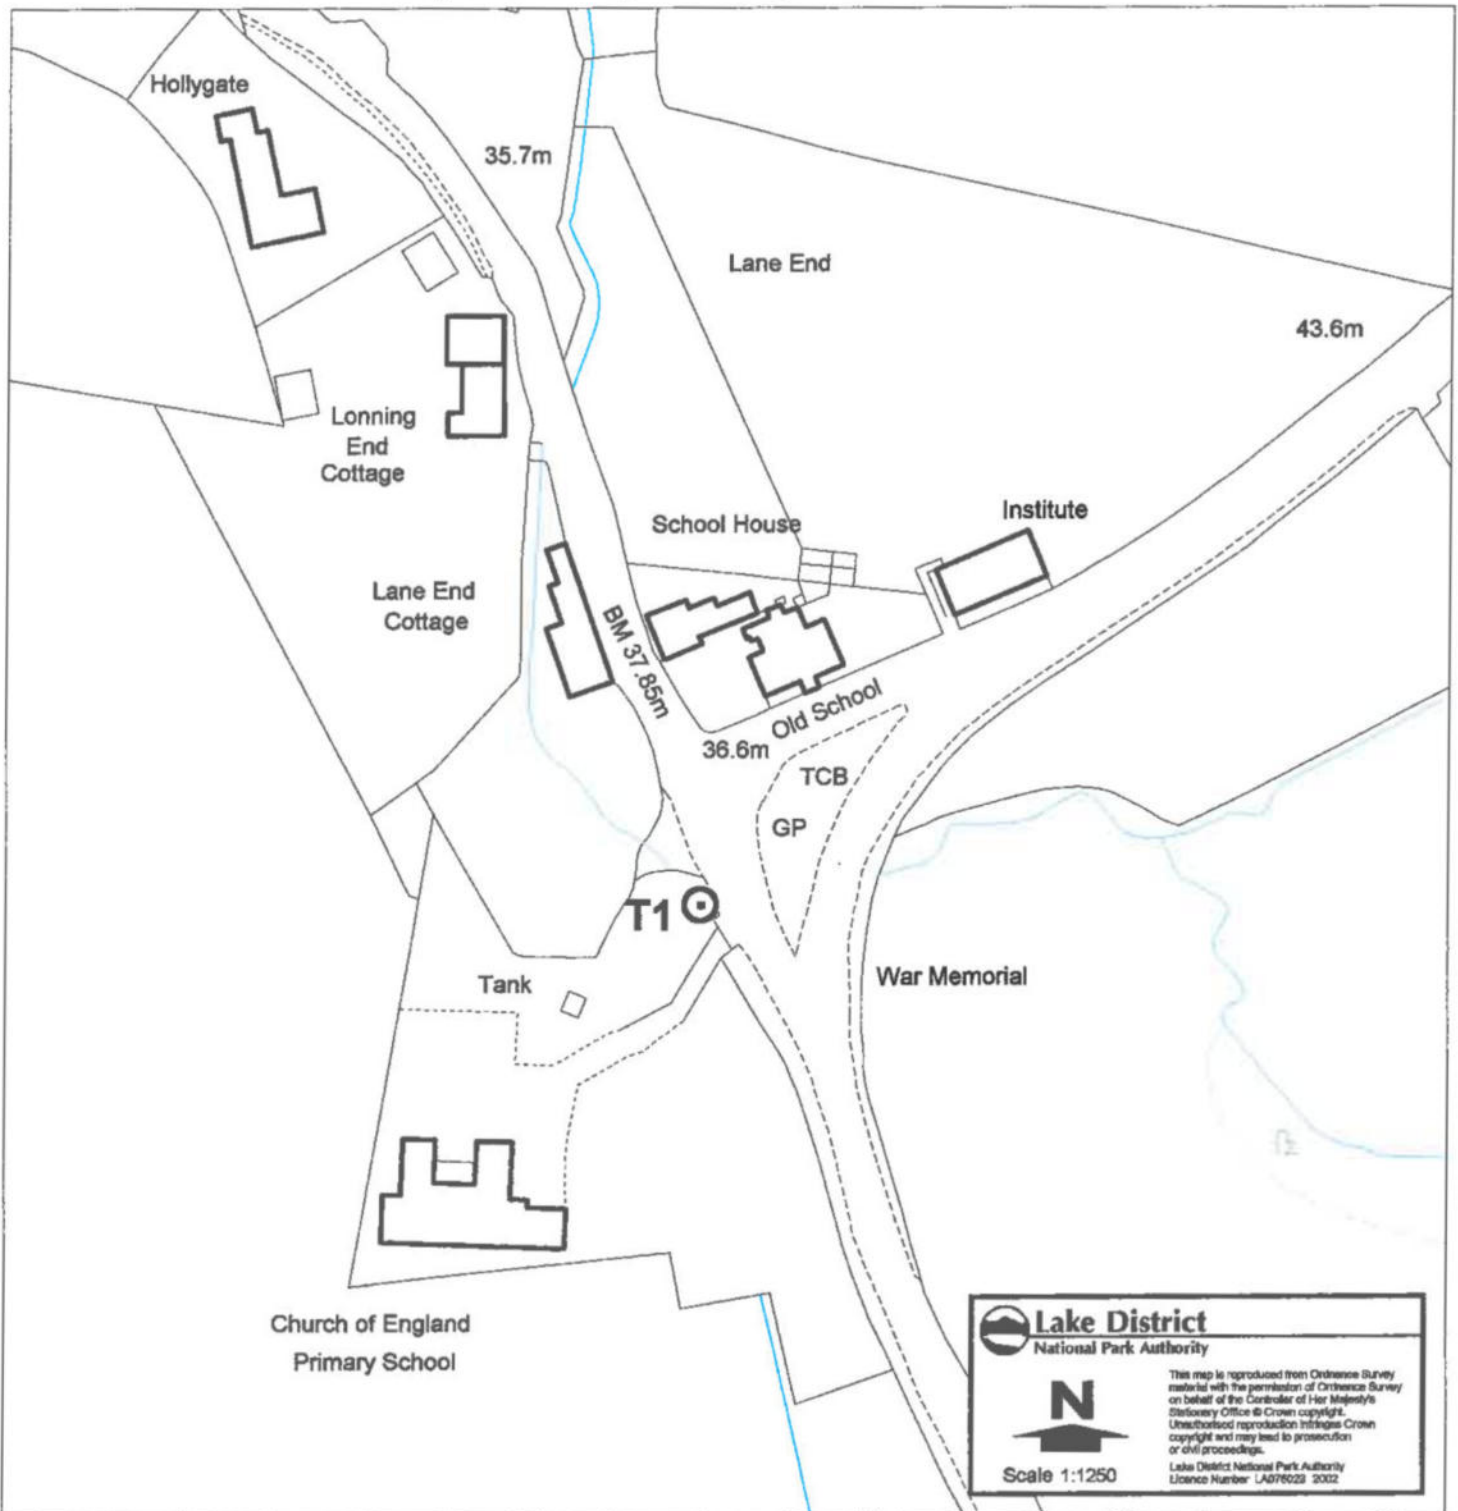 Hollygate
35.7m
Lane End
43.6m
Lonning
End
Cottage
School House
Institute
Lane End
Cottage
BM 37.85m
Old School
36.6m
TCB
GP
T1
War Memorial
Tank
Church of England
Primary School
Lake District
National Park Authority
N
Scale 1:1250
This map is reproduced from Ordnance Survey
material with the permission of Ordnance Survey
on behalf of the Controller of Her Majesty's
Stationery Office © Crown copyright.
Unauthorised reproduction infringes Crown
copyright and may lead to prosecution
or civil proceedings.
Lake District National Park Authority
Licence Number 2002